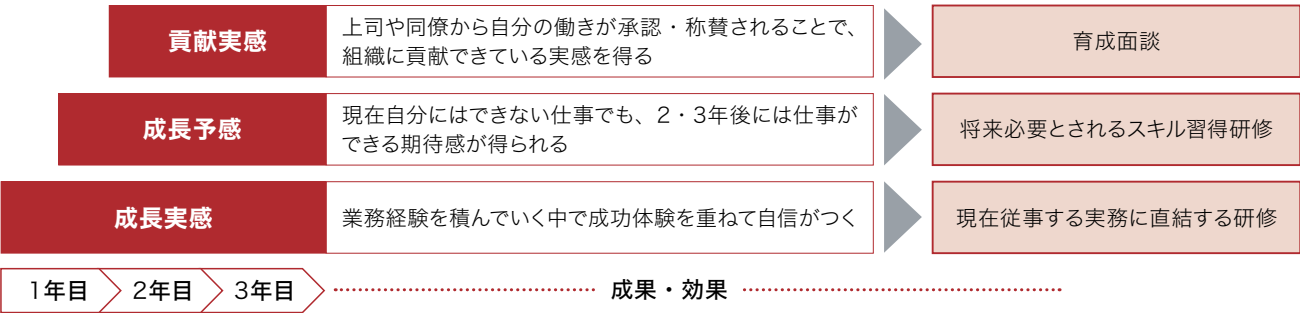 貢献実感
上司や同僚から自分の働きが承認・称賛されることで、
組織に貢献できている実感を得る
育成面談
成長予感
現在自分にはできない仕事でも、2・3年後には仕事が
できる期待感が得られる
将来必要とされるスキル習得研修
成長実感
業務経験を積んでいく中で成功体験を重ねて自信がつく
現在従事する実務に直結する研修
1年目
2年目
3年目
成果・効果